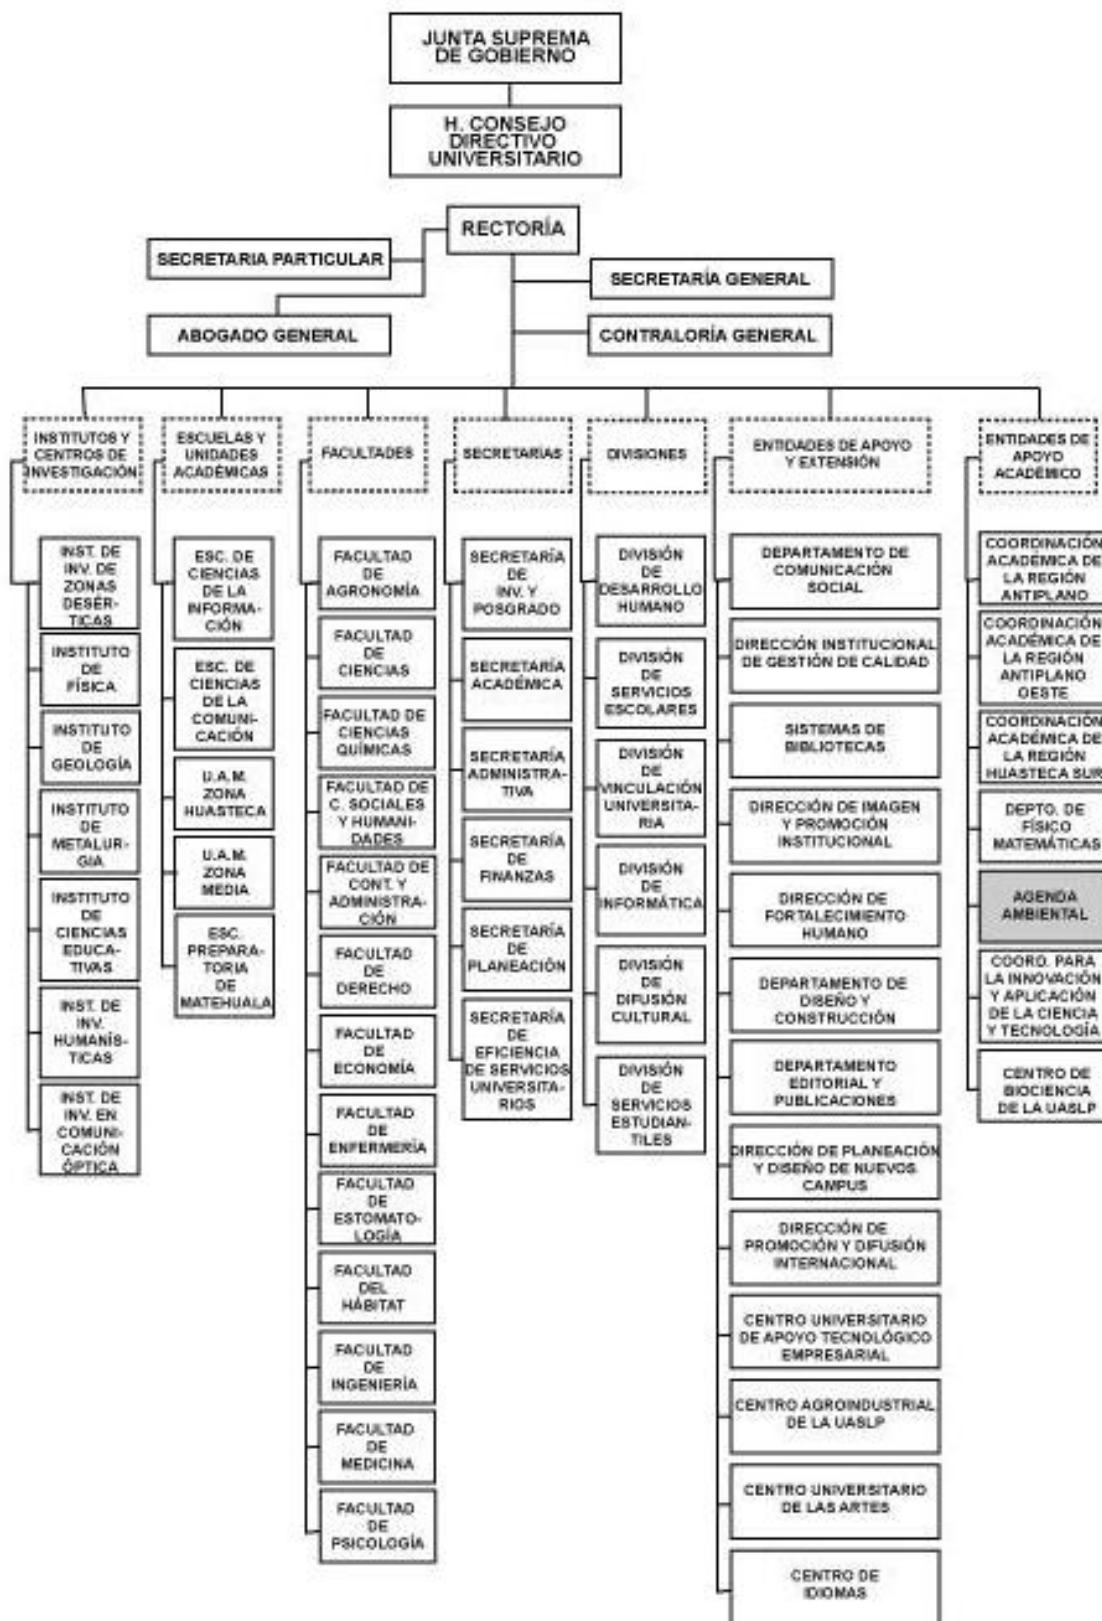 JUNTA SUPREMA
DE GOBIERNO
H. CONSEJO
DIRECTIVO
UNIVERSITARIO
RECTORÍA
SECRETARIA PARTICULAR
SECRETARÍA GENERAL
ABOGADO GENERAL
CONTRALORÍA GENERAL
INSTITUTOS Y
CENTROS DE
INVESTIGACIÓN
INST. DE
INV. DE
ZONAS
DESÉR-
TICAS
INSTITUTO
DE
FÍSICA
INSTITUTO
DE
GEOLOGÍA
INSTITUTO
DE
METALUR-
GIA
INSTITUTO
DE
CIENCIAS
EDUCA-
TIVAS
INST. DE
INV.
HUMANÍS-
TICAS
INST. DE
INV. EN
COMUNI-
CACIÓN
ÓPTICA
ESCUELAS Y
UNIDADES
ACADÉMICAS
ESC. DE
CIENCIAS
DE LA
INFORMA-
CIÓN
ESC. DE
CIENCIAS
DE LA
COMUNI-
CACIÓN
U.A.M.
ZONA
HUASTECA
U.A.M.
ZONA
MEDIA
ESC.
PREPARA-
TORIA
DE
MATEHUALA
FACULTADES
FACULTAD
DE
AGRONOMÍA
FACULTAD
DE
CIENCIAS
FACULTAD DE
CIENCIAS
QUÍMICAS
FACULTAD DE
C. SOCIALES
Y HUMANI-
DADES
FACULTAD DE
CONT. Y
ADMINISTRA-
CIÓN
FACULTAD
DE
DERECHO
FACULTAD
DE
ECONOMÍA
FACULTAD
DE
ENFERMERÍA
FACULTAD
DE
ESTOMATO-
LOGÍA
FACULTAD
DEL
HÁBITAT
FACULTAD
DE
INGENIERÍA
FACULTAD
DE
MEDICINA
FACULTAD
DE
PSICOLOGÍA
SECRETARÍAS
SECRETARÍA
DE
INV. Y
POSGRADO
SECRETARÍA
ACADÉMICA
SECRETARÍA
ADMINISTRA-
TIVA
SECRETARÍA
DE
FINANZAS
SECRETARÍA
DE
PLANEACIÓN
SECRETARÍA
DE
EFICIENCIA
DE SERVICIOS
UNIVERSITA-
RIOS
DIVISIONES
DIVISIÓN
DE
DESARROLLO
HUMANO
DIVISIÓN
DE
SERVICIOS
ESCOLARES
DIVISIÓN
DE
VINCULACIÓN
UNIVERSITA-
RIA
DIVISIÓN
DE
INFORMÁTICA
DIVISIÓN
DE
DIFUSIÓN
CULTURAL
DIVISIÓN
DE
SERVICIOS
ESTUDIAN-
TILES
ENTIDADES DE APOYO
Y EXTENSIÓN
DEPARTAMENTO DE
COMUNICACIÓN
SOCIAL
DIRECCIÓN INSTITUCIONAL
DE GESTIÓN DE CALIDAD
SISTEMAS DE
BIBLIOTECAS
DIRECCIÓN DE IMAGEN
Y PROMOCIÓN
INSTITUCIONAL
DIRECCIÓN DE
FORTALECIMIENTO
HUMANO
DEPARTAMENTO DE
DISEÑO Y
CONSTRUCCIÓN
DEPARTAMENTO
EDITORIAL Y
PUBLICACIONES
DIRECCIÓN DE PLANEACIÓN
Y DISEÑO DE NUEVOS
CAMPUS
DIRECCIÓN DE
PROMOCIÓN Y DIFUSIÓN
INTERNACIONAL
CENTRO UNIVERSITARIO
DE APOYO TECNOLÓGICO
EMPRESARIAL
CENTRO AGROINDUSTRIAL
DE LA UASLP
CENTRO UNIVERSITARIO
DE LAS ARTES
CENTRO DE
IDIOMAS
ENTIDADES DE
APOYO
ACADÉMICO
COORDINACIÓN
ACADÉMICA DE
LA REGIÓN
ANTIPLANO
COORDINACIÓN
ACADÉMICA DE
LA REGIÓN
ANTIPLANO
OESTE
COORDINACIÓN
ACADÉMICA DE
LA REGIÓN
HUASTECA SUR
DEPTO. DE
FÍSICO
MATEMÁTICAS
AGENDA
AMBIENTAL
COORD. PARA
LA INNOVACIÓN
Y APLICACIÓN
DE LA CIENCIA
Y TECNOLOGÍA
CENTRO DE
BIOCIENCIA
DE LA UASLP